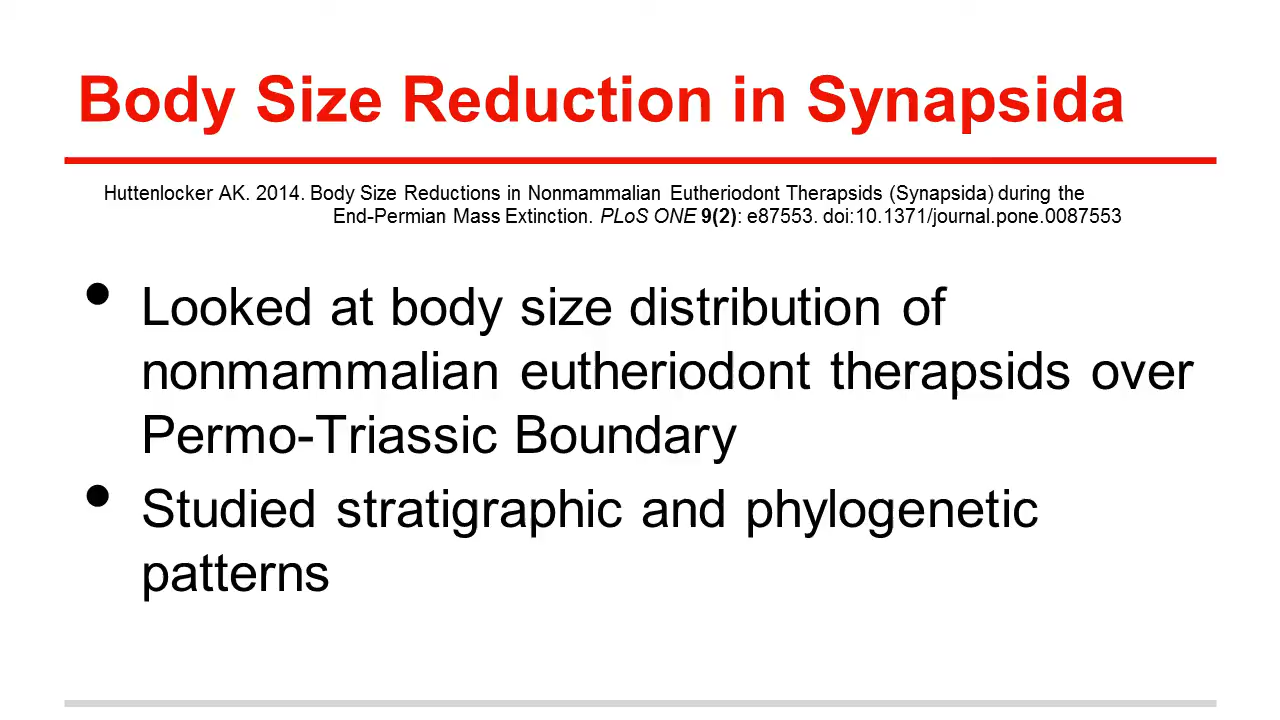 Body Size Reduction in Synapsida
Huttenlocker AK. 2014. Body Size Reductions in Nonmammalian Eutheriodont Therapsids (Synapsida) during the
End-Permian Mass Extinction. PLoS ONE 9(2): e87553. doi:10.1371/journal.pone.0087553
• Looked at body size distribution of
nonmammalian eutheriodont therapsids over
Permo-Triassic Boundary
• Studied stratigraphic and phylogenetic
patterns